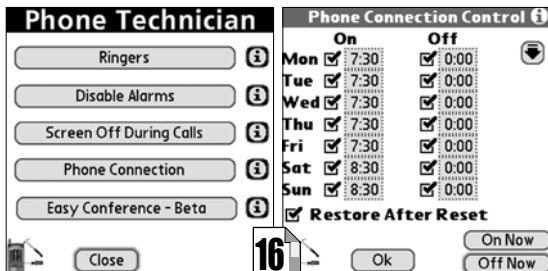 Phone Technician
Ringers
Disable Alarms
Screen Off During Calls
Phone Connection
Easy Conference - Beta
Close
Phone Connection Control
On Off
Mon 7:30 0:00
Tue 7:30 0:00
Wed 7:30 0:00
Thu 7:30 0:00
Fri 7:30 0:00
Sat 8:30 0:00
Sun 8:30 0:00
Restore After Reset
On Now
Ok
Off Now
16